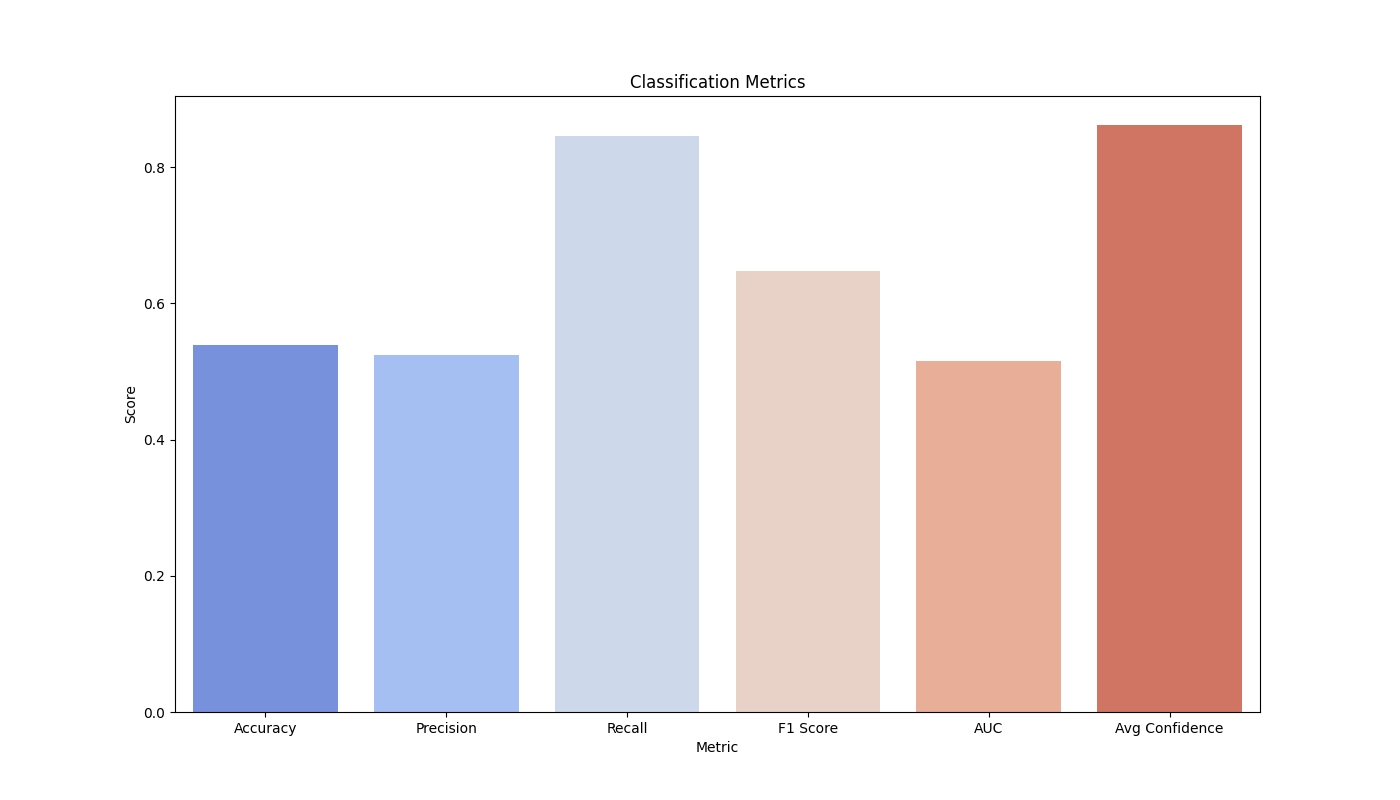 Classification Metrics
0.8
0.6
0.4
0.2
0.0
Score
Accuracy Precision Recall F1 Score AUC Avg Confidence
Metric